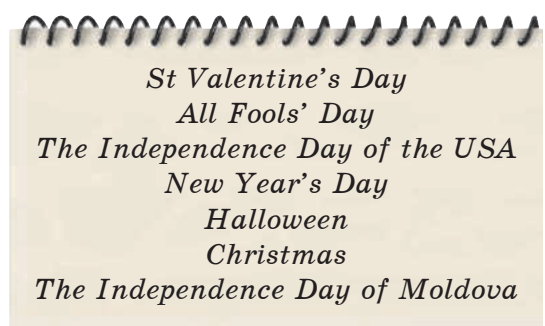 St Valentine's Day
All Fools' Day
The Independence Day of the USA
New Year's Day
Halloween
Christmas
The Independence Day of Moldova